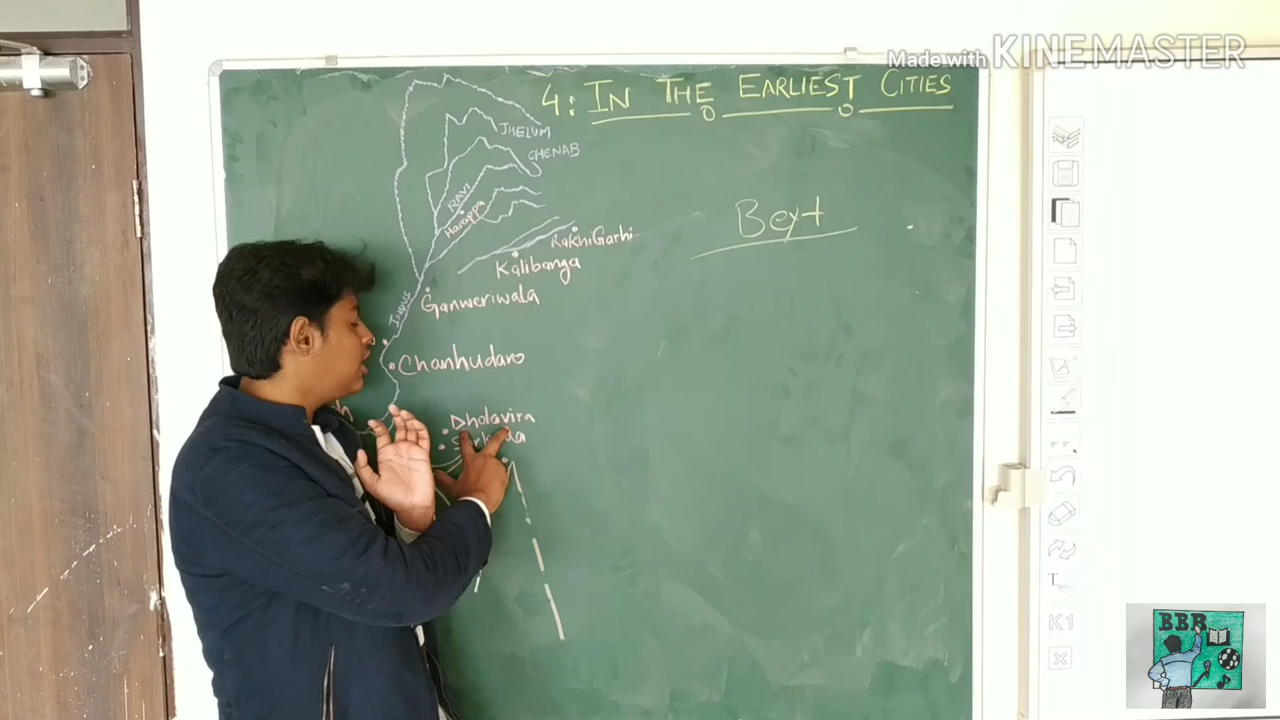 Made with KINEMASTER
4: IN THE EARLIEST CITIES
JHELUM
CHENAB
RAVI
Harappa
Beyt
RakhiGarhi
Kalibanga
INDUS
Ganweriwala
Chanhudaro
Dholavira
BBR
K1